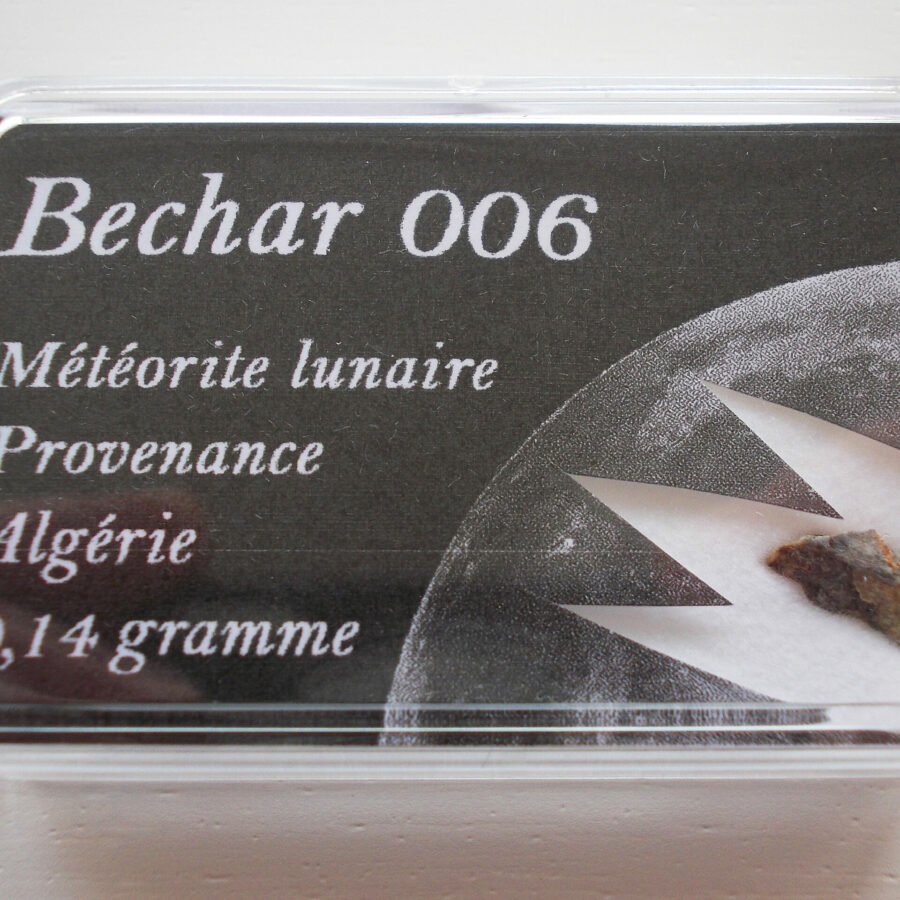 Bechar 006
Météorite lunaire
Provenance
Algérie
0,14 gramme